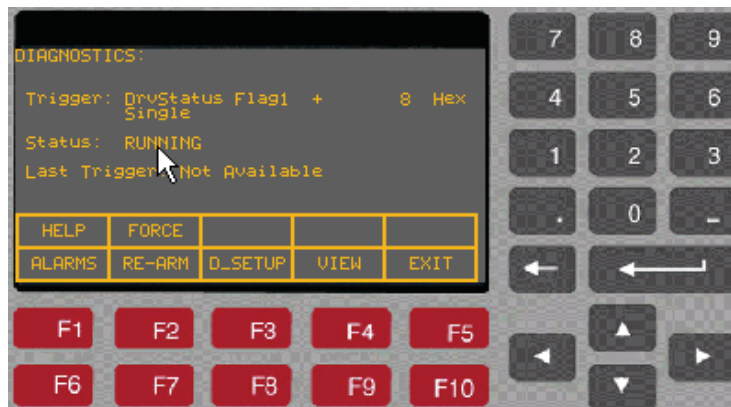 DIAGNOSTICS:
Trigger: DrvStatus Flag1 + 8 Hex
Single
Status: RUNNING
Last Trigger: Not Available
HELP FORCE
ALARMS RE-ARM D_SETUP VIEW EXIT
F1 F2 F3 F4 F5
F6 F7 F8 F9 F10
7 8 9
4 5 6
1 2 3
. 0 -